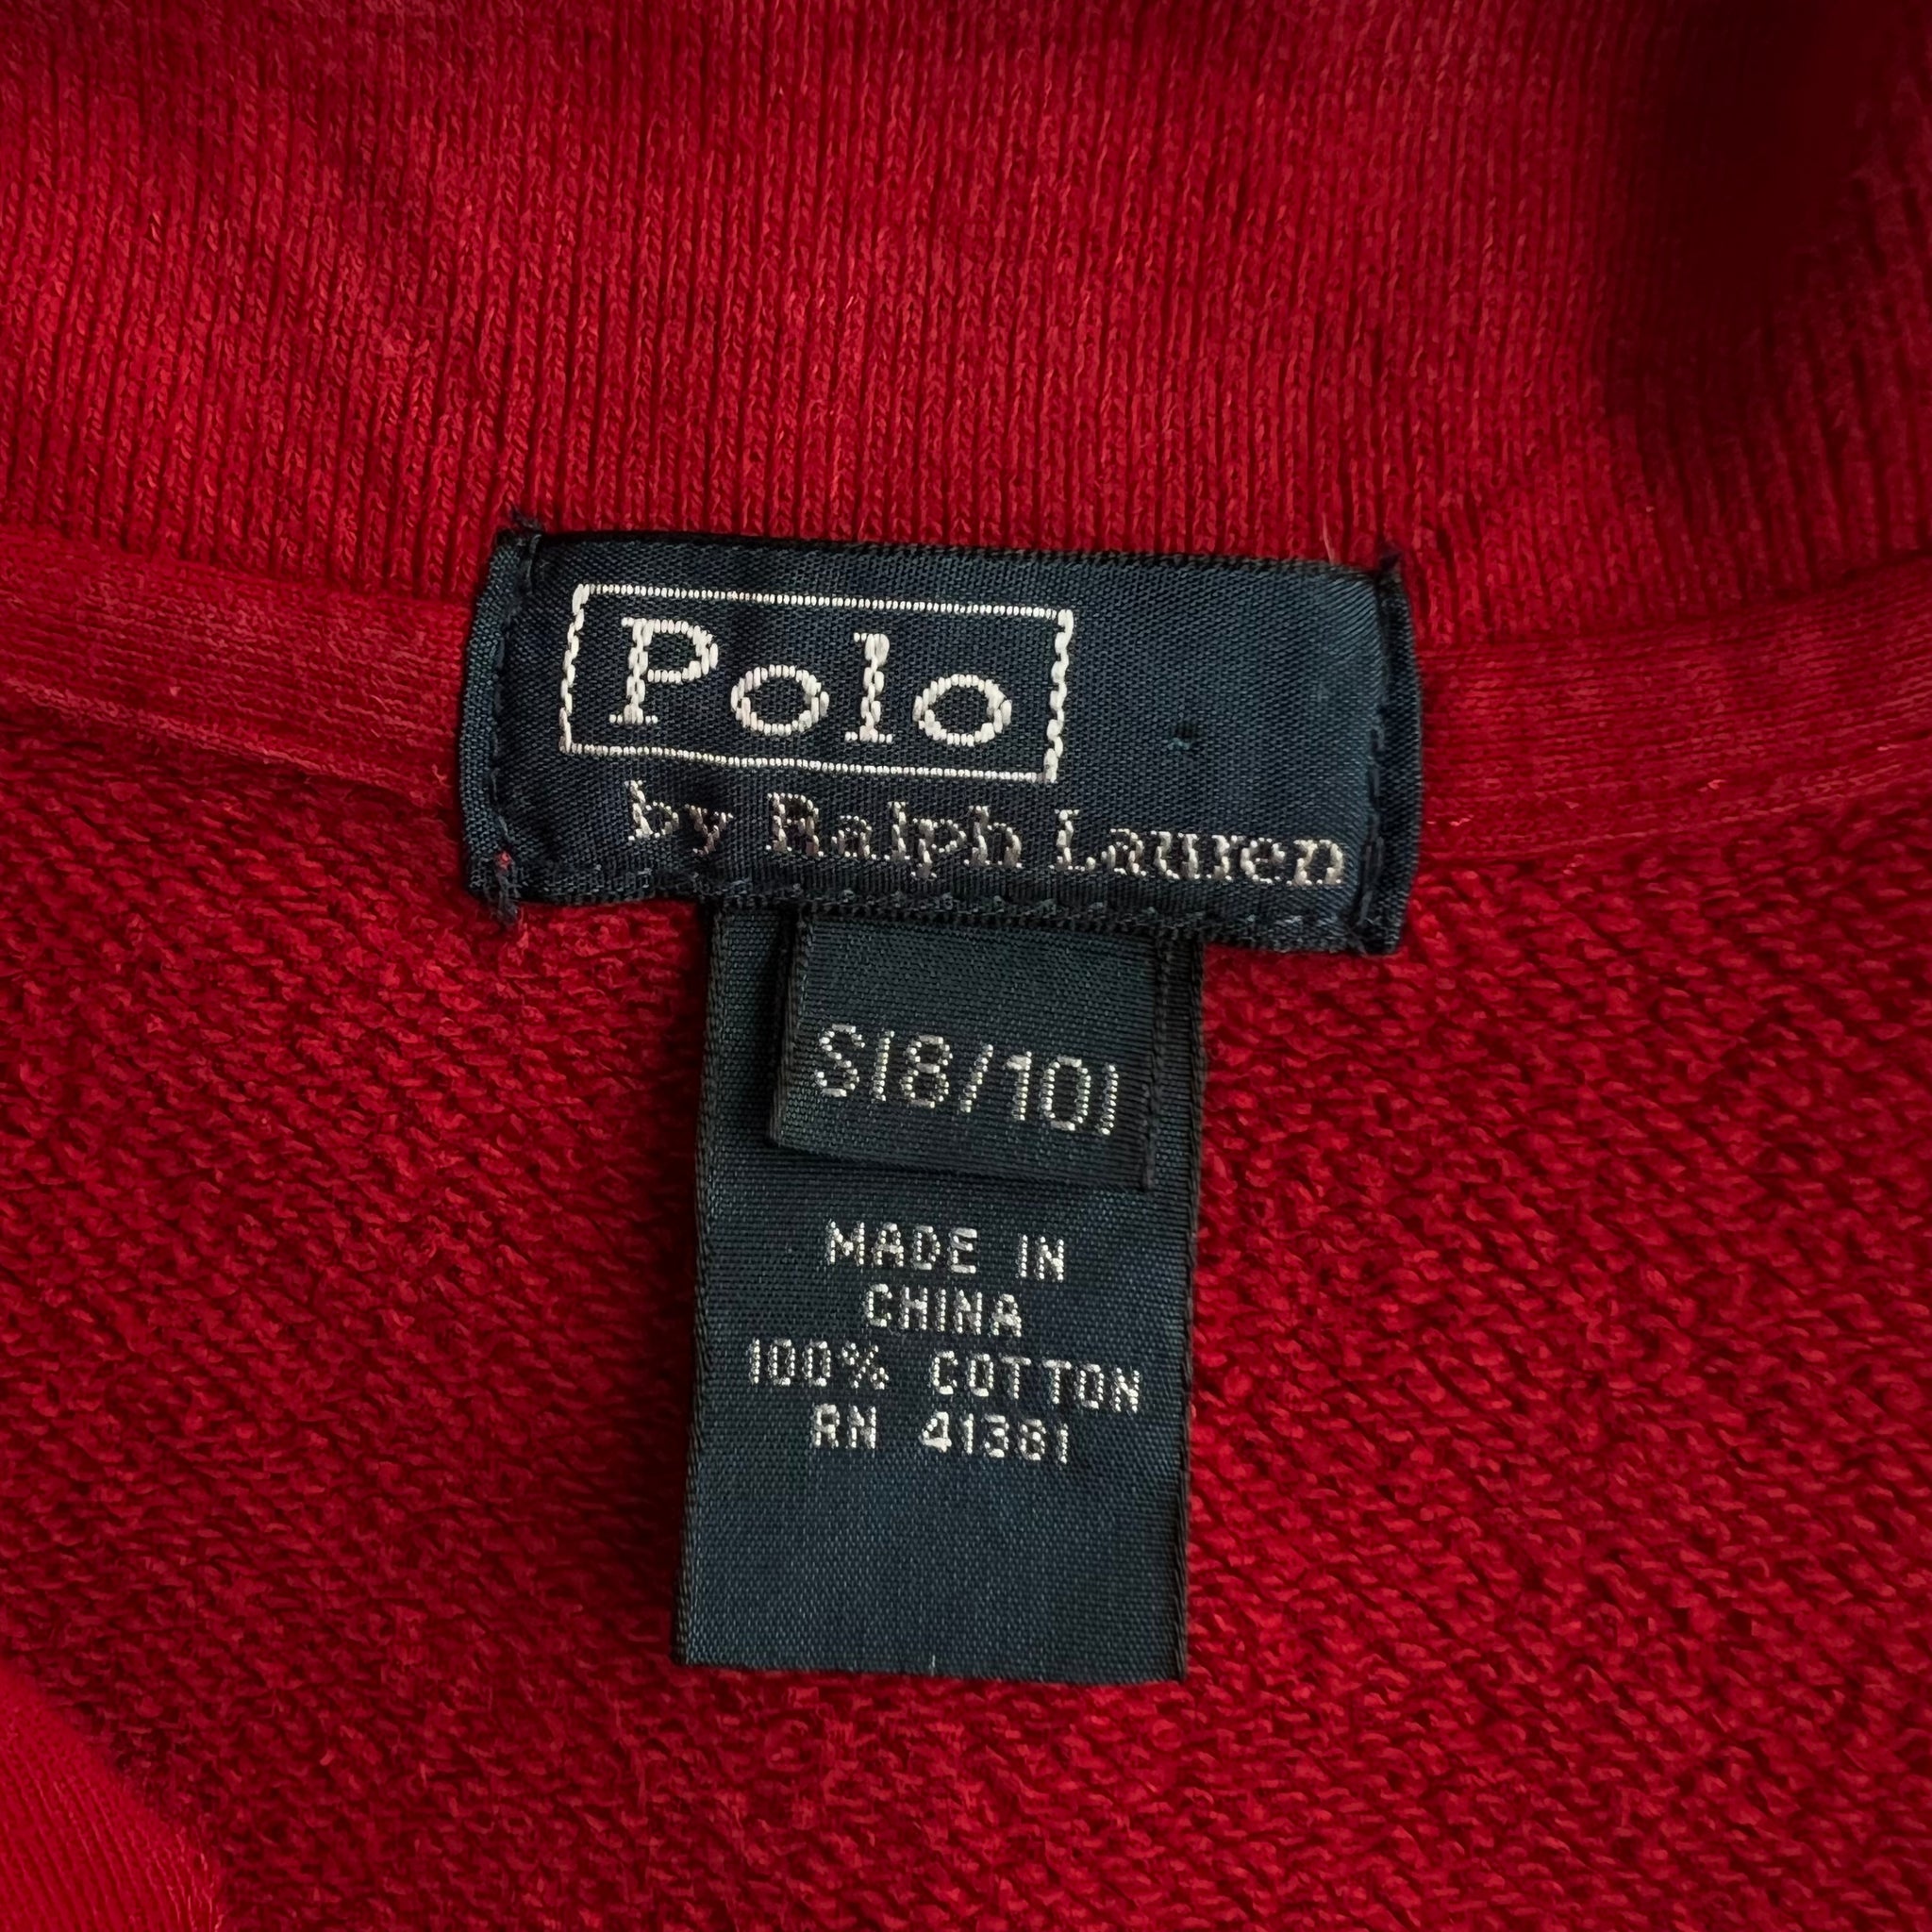 Polo
by Ralph Lauren
S(8/10)
MADE IN
CHINA
100% COTTON
RN 41381